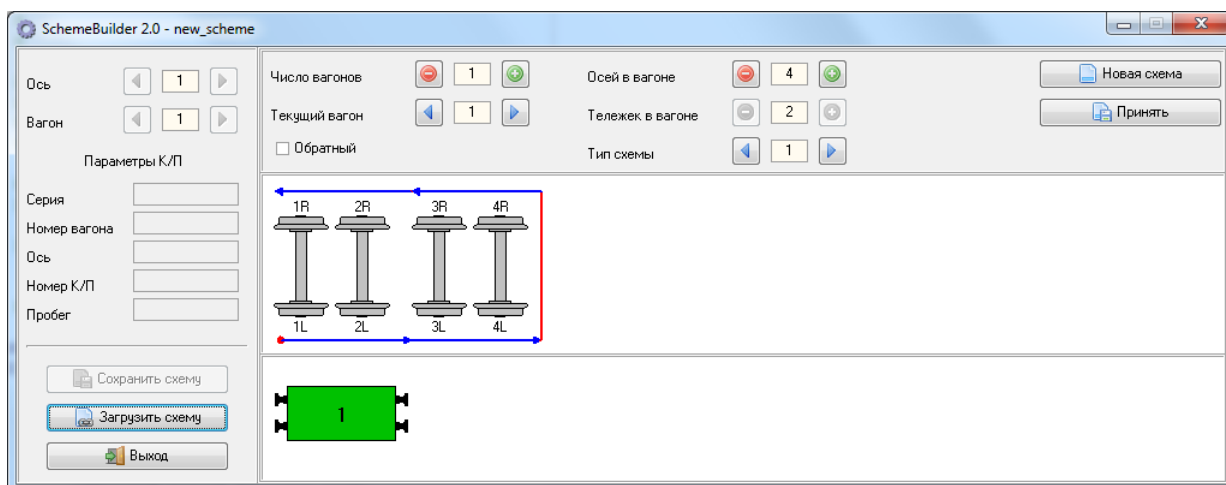 SchemeBuilder 2.0 - new_scheme
Ось 1
Вагон 1
Параметры К/П
Серия
Номер вагона
Ось
Номер К/П
Пробег
Сохранить схему
Загрузить схему
Выход
Число вагонов 1
Осей в вагоне 4
Новая схема
Текущий вагон 1
Тележек в вагоне 2
Принять
Обратный
Тип схемы 1
1R 2R 3R 4R
1L 2L 3L 4L
1